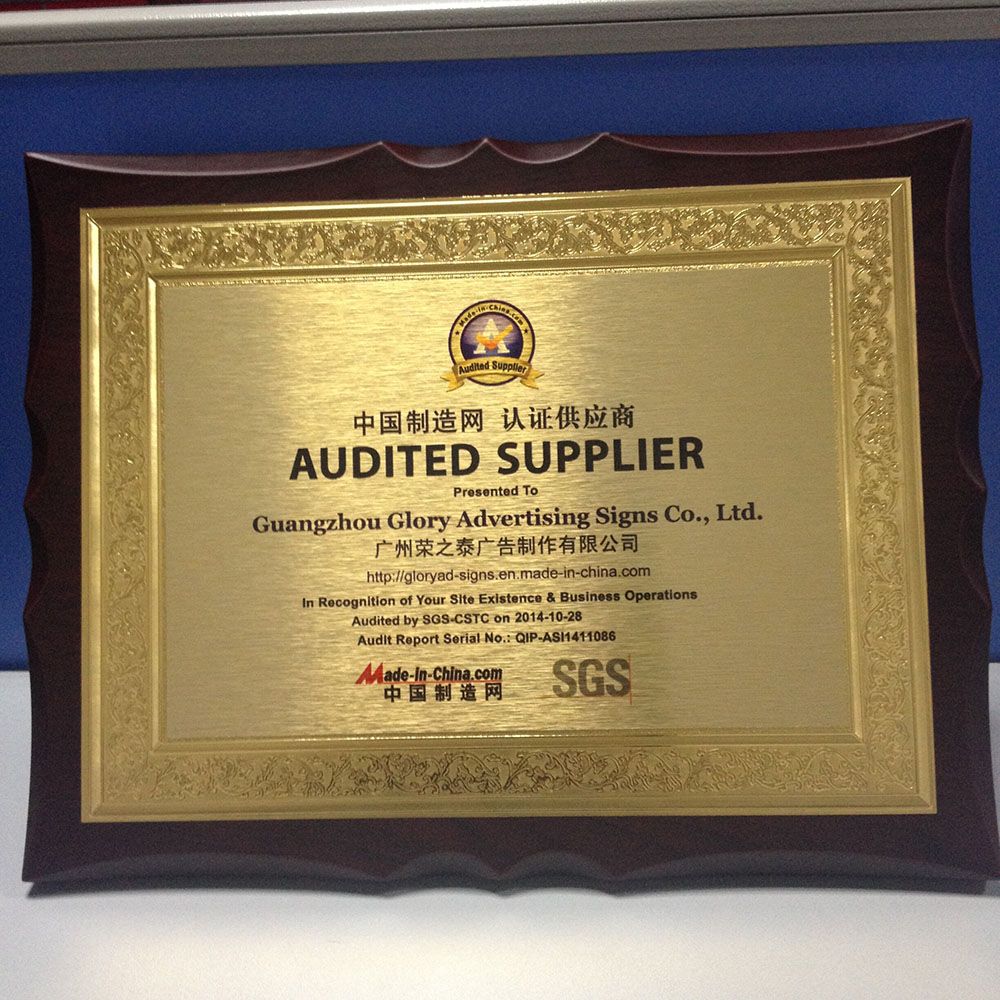 Made-in-China.com
A
Audited Supplier
中国制造网 认证供应商
AUDITED SUPPLIER
Presented To
Guangzhou Glory Advertising Signs Co., Ltd.
广州荣之泰广告制作有限公司
http://gloryad-signs.en.made-in-china.com
In Recognition of Your Site Existence & Business Operations
Audited by SGS-CSTC on 2014-10-28
Audit Report Serial No.: QIP-ASI1411086
Made-in-China.com
中国制造网
SGS